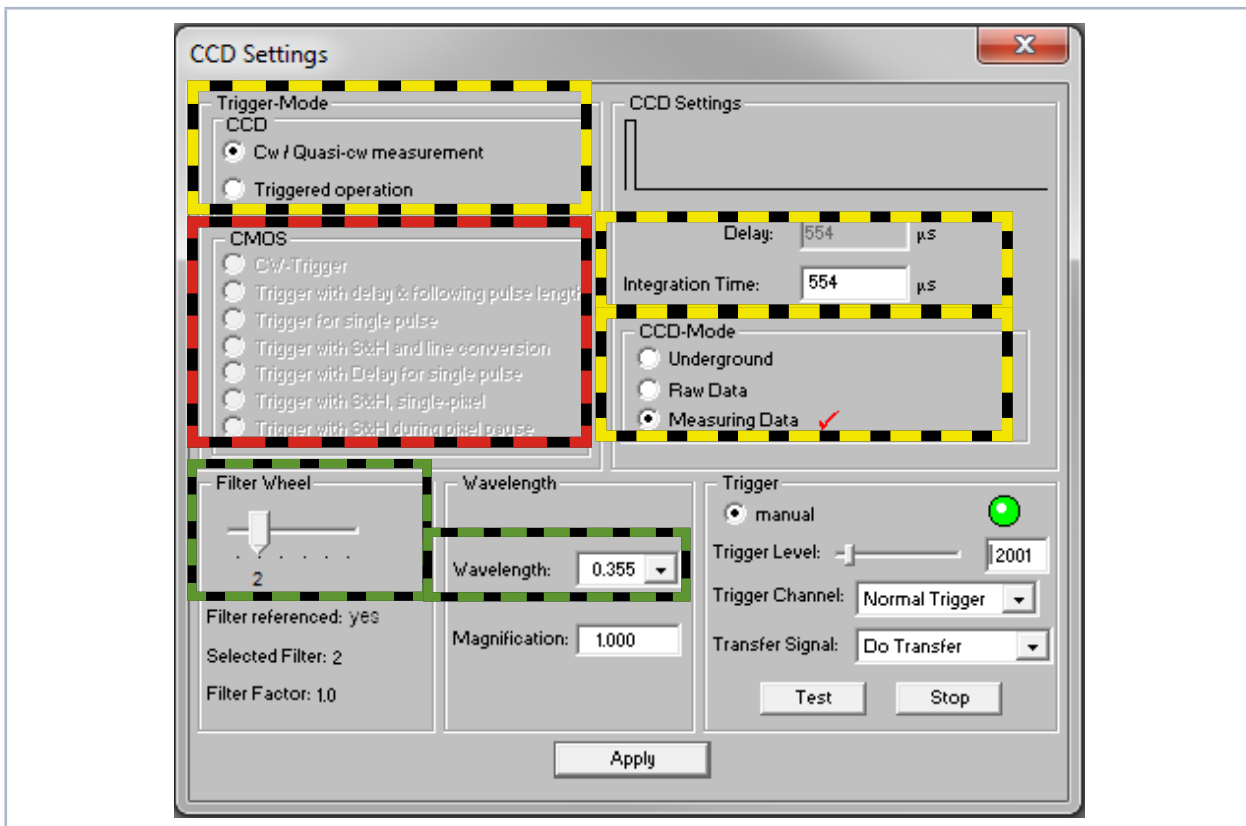 CCD Settings
Trigger-Mode
CCD
Cw / Quasi-cw measurement
Triggered operation
CMOS
CW-Trigger
Trigger with delay & following pulse length
Trigger for single pulse
Trigger with S&H and line conversion
Trigger with Delay for single pulse
Trigger with S&H, single-pixel
Trigger with S&H during pixel pause
CCD Settings
Delay: 554 µs
Integration Time: 554 µs
CCD-Mode
Underground
Raw Data
Measuring Data
Filter Wheel
2
Filter referenced: yes
Selected Filter: 2
Filter Factor: 1.0
Wavelength
Wavelength: 0.355
Magnification: 1.000
Trigger
manual
Trigger Level: 2001
Trigger Channel: Normal Trigger
Transfer Signal: Do Transfer
Test Stop
Apply